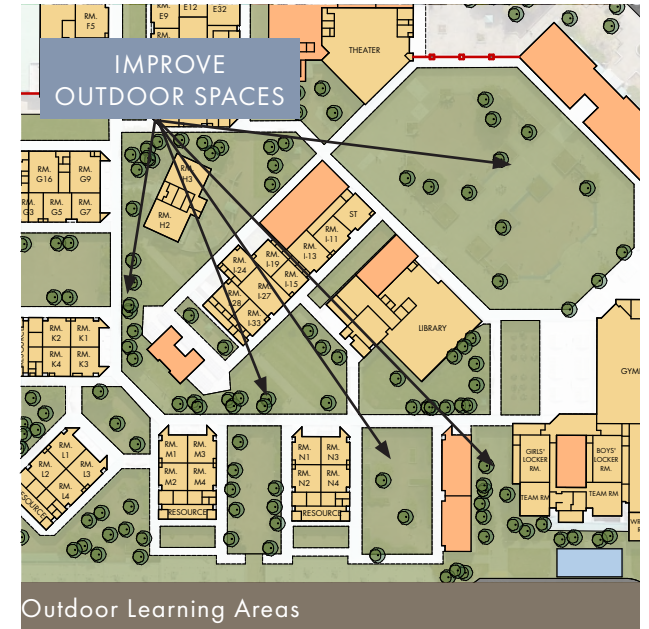 RM.
F5
RM.
E9
E12
E32
RM.
THEATER
IMPROVE
OUTDOOR SPACES
RM.
G16
RM.
G9
RM.
G3
RM.
G5
RM.
G7
RM.
H3
RM.
H2
ST
RM.
I-11
RM.
I-13
RM.
I-19
RM.
I-15
RM.
I-24
RM.
I-27
RM.
I-33
LIBRARY
RM.
K2
RM.
K1
RM.
K4
RM.
K3
RM.
L1
RM.
L2
RM.
L3
RM.
L4
RESOURCE
RM.
M1
RM.
M3
RM.
M2
RM.
M4
RESOURCE
RM.
N1
RM.
N3
RM.
N2
RM.
N4
RESOURCE
GIRLS'
LOCKER
RM.
BOYS'
LOCKER
RM.
TEAM RM
TEAM RM
Outdoor Learning Areas